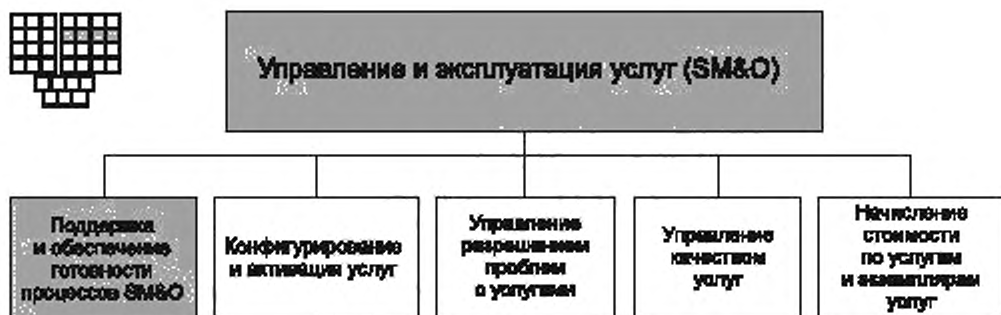 Управление и эксплуатация услуг (SM&O)
Поддержка
и обеспечение
готовности
процессов SM&O
Конфигурирование
и активация услуг
Управление
разрешением
проблем
с услугами
Управление
качеством
услуг
Начисление
стоимости
по услугам
и экземплярам
услуг